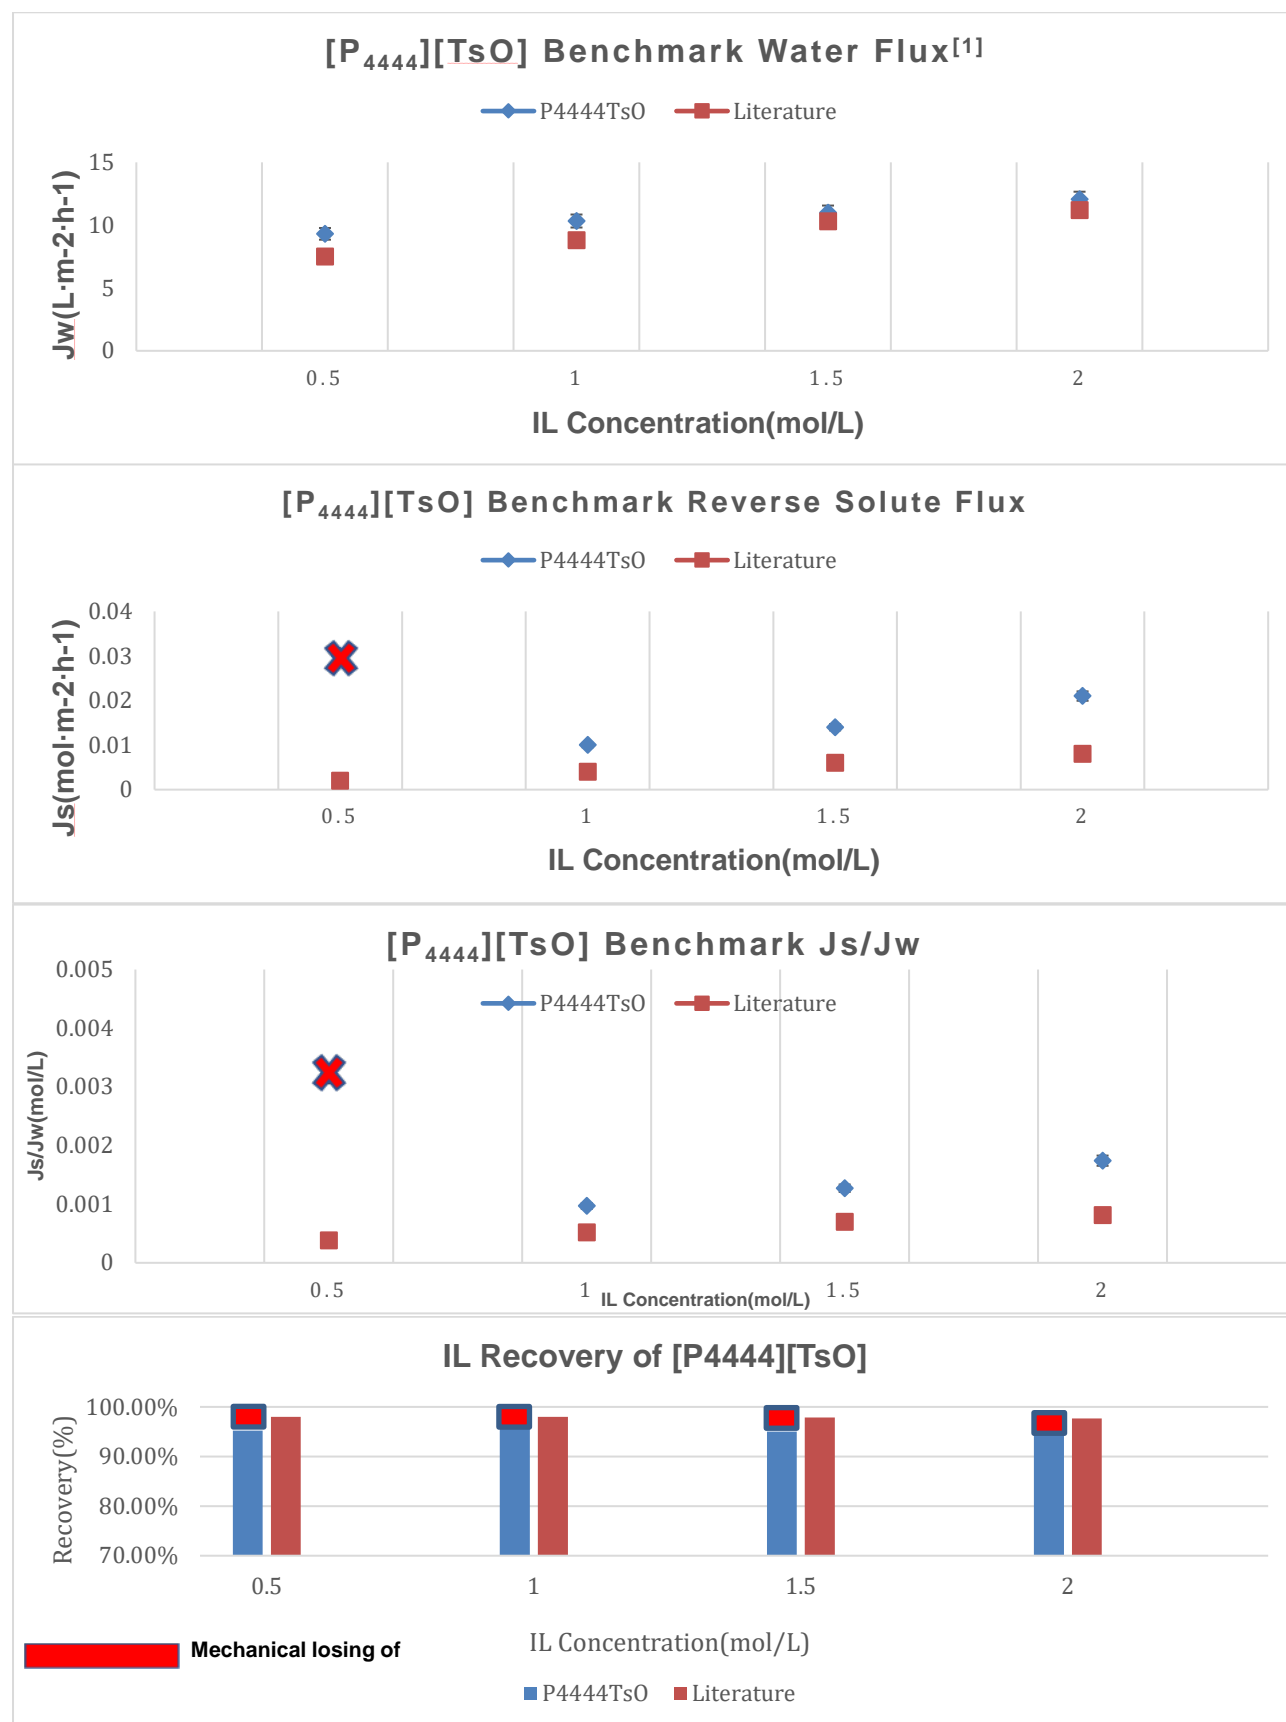 [P4444][TsO] Benchmark Water Flux[1]
P4444TsO Literature
Jw(L·m-2·h-1)
15
10
5
0
0.5 1 1.5 2
IL Concentration(mol/L)
[P4444][TsO] Benchmark Reverse Solute Flux
P4444TsO Literature
Js(mol·m-2·h-1)
0.04
0.03
0.02
0.01
0
0.5 1 1.5 2
IL Concentration(mol/L)
[P4444][TsO] Benchmark Js/Jw
P4444TsO Literature
Js/Jw(mol/L)
0.005
0.004
0.003
0.002
0.001
0
0.5 1 1.5 2
IL Concentration(mol/L)
IL Recovery of [P4444][TsO]
Recovery(%)
100.00%
90.00%
80.00%
70.00%
0.5 1 1.5 2
Mechanical losing of
IL Concentration(mol/L)
P4444TsO Literature